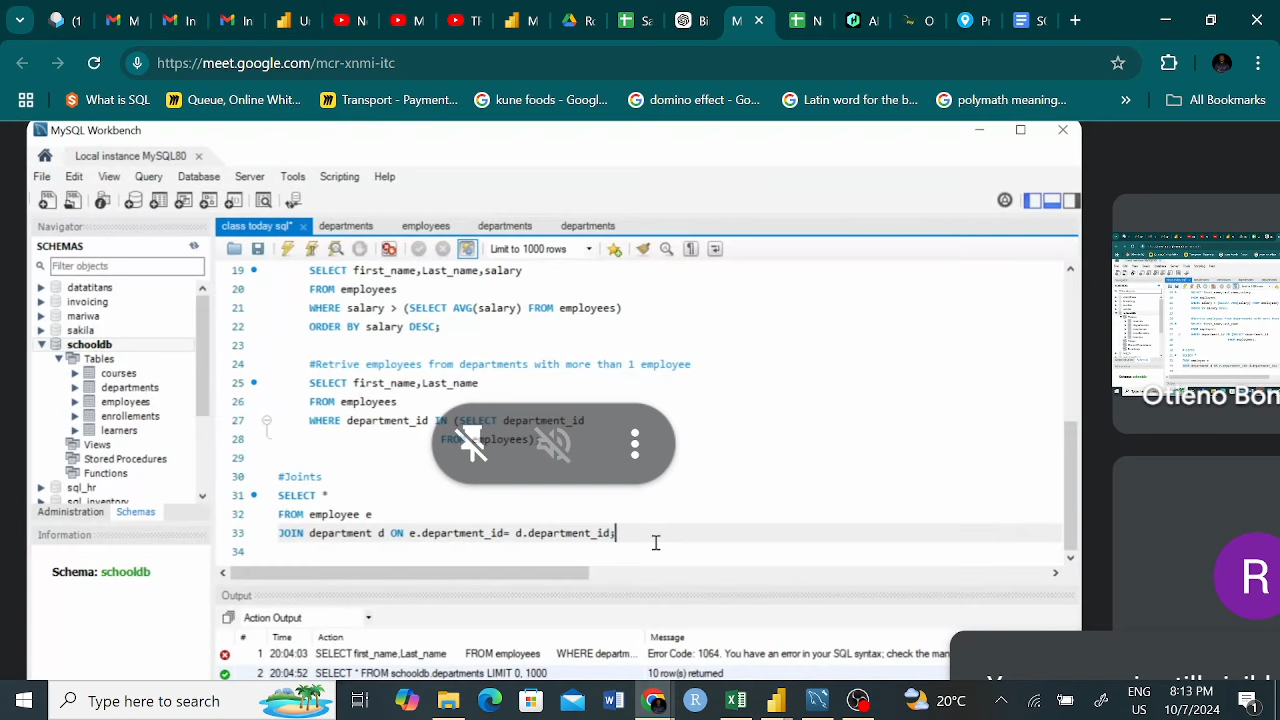 https://meet.google.com/mcr-xnmi-itc
What is SQL
Queue, Online Whit...
Transport - Payment...
kune foods - Googl...
domino effect - Go...
Latin word for the b...
polymath meaning...
»
All Bookmarks
MySQL Workbench
Local instance MySQL80
File Edit View Query Database Server Tools Scripting Help
Navigator
SCHEMAS
Filter objects
datatitans
invoicing
mariwa
sakila
schooldb
Tables
courses
departments
employees
enrollements
learners
Views
Stored Procedures
Functions
sql_hr
sql_inventory
Administration Schemas
Information
Schema: schooldb
class today sql* departments employees departments departments
Limit to 1000 rows
19 SELECT first_name,Last_name,salary
20 FROM employees
21 WHERE salary > (SELECT AVG(salary) FROM employees)
22 ORDER BY salary DESC;
23
24 #Retrive employees from departments with more than 1 employee
25 SELECT first_name,Last_name
26 FROM employees
27 WHERE department_id IN (SELECT department_id
28 FROM employees);
29
30 #Joints
31 SELECT *
32 FROM employee e
33 JOIN department d ON e.department_id= d.department_id;
34
Output
Action Output
# Time Action Message
1 20:04:03 SELECT first_name,Last_name FROM employees WHERE departm... Error Code: 1064. You have an error in your SQL syntax; check the man
2 20:04:52 SELECT * FROM schooldb.departments LIMIT 0, 1000 10 row(s) returned
Otieno Bon
R
Type here to search
20°C
ENG
8:13 PM
10/7/2024